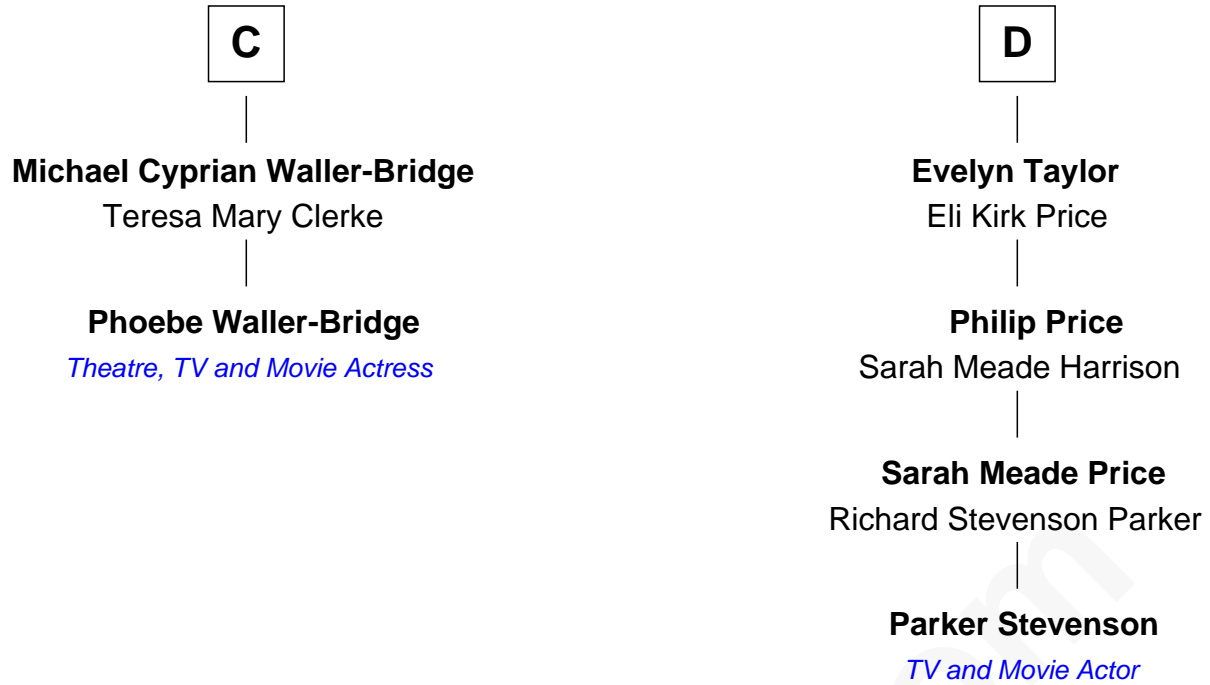 C
Michael Cyprian Waller-Bridge
Teresa Mary Clerke
Phoebe Waller-Bridge
Theatre, TV and Movie Actress
D
Evelyn Taylor
Eli Kirk Price
Philip Price
Sarah Meade Harrison
Sarah Meade Price
Richard Stevenson Parker
Parker Stevenson
TV and Movie Actor